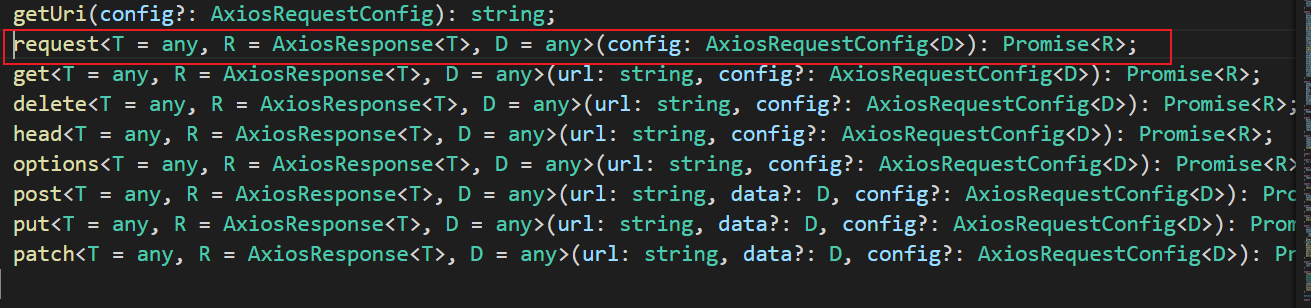 getUri(config?: AxiosRequestConfig): string;
request<T = any, R = AxiosResponse<T>, D = any>(config: AxiosRequestConfig<D>): Promise<R>;
get<T = any, R = AxiosResponse<T>, D = any>(url: string, config?: AxiosRequestConfig<D>): Promise<R>;
delete<T = any, R = AxiosResponse<T>, D = any>(url: string, config?: AxiosRequestConfig<D>): Promise<R>;
head<T = any, R = AxiosResponse<T>, D = any>(url: string, config?: AxiosRequestConfig<D>): Promise<R>;
options<T = any, R = AxiosResponse<T>, D = any>(url: string, config?: AxiosRequestConfig<D>): Promise<R>
post<T = any, R = AxiosResponse<T>, D = any>(url: string, data?: D, config?: AxiosRequestConfig<D>): Pro
put<T = any, R = AxiosResponse<T>, D = any>(url: string, data?: D, config?: AxiosRequestConfig<D>): Prom
patch<T = any, R = AxiosResponse<T>, D = any>(url: string, data?: D, config?: AxiosRequestConfig<D>): Pr